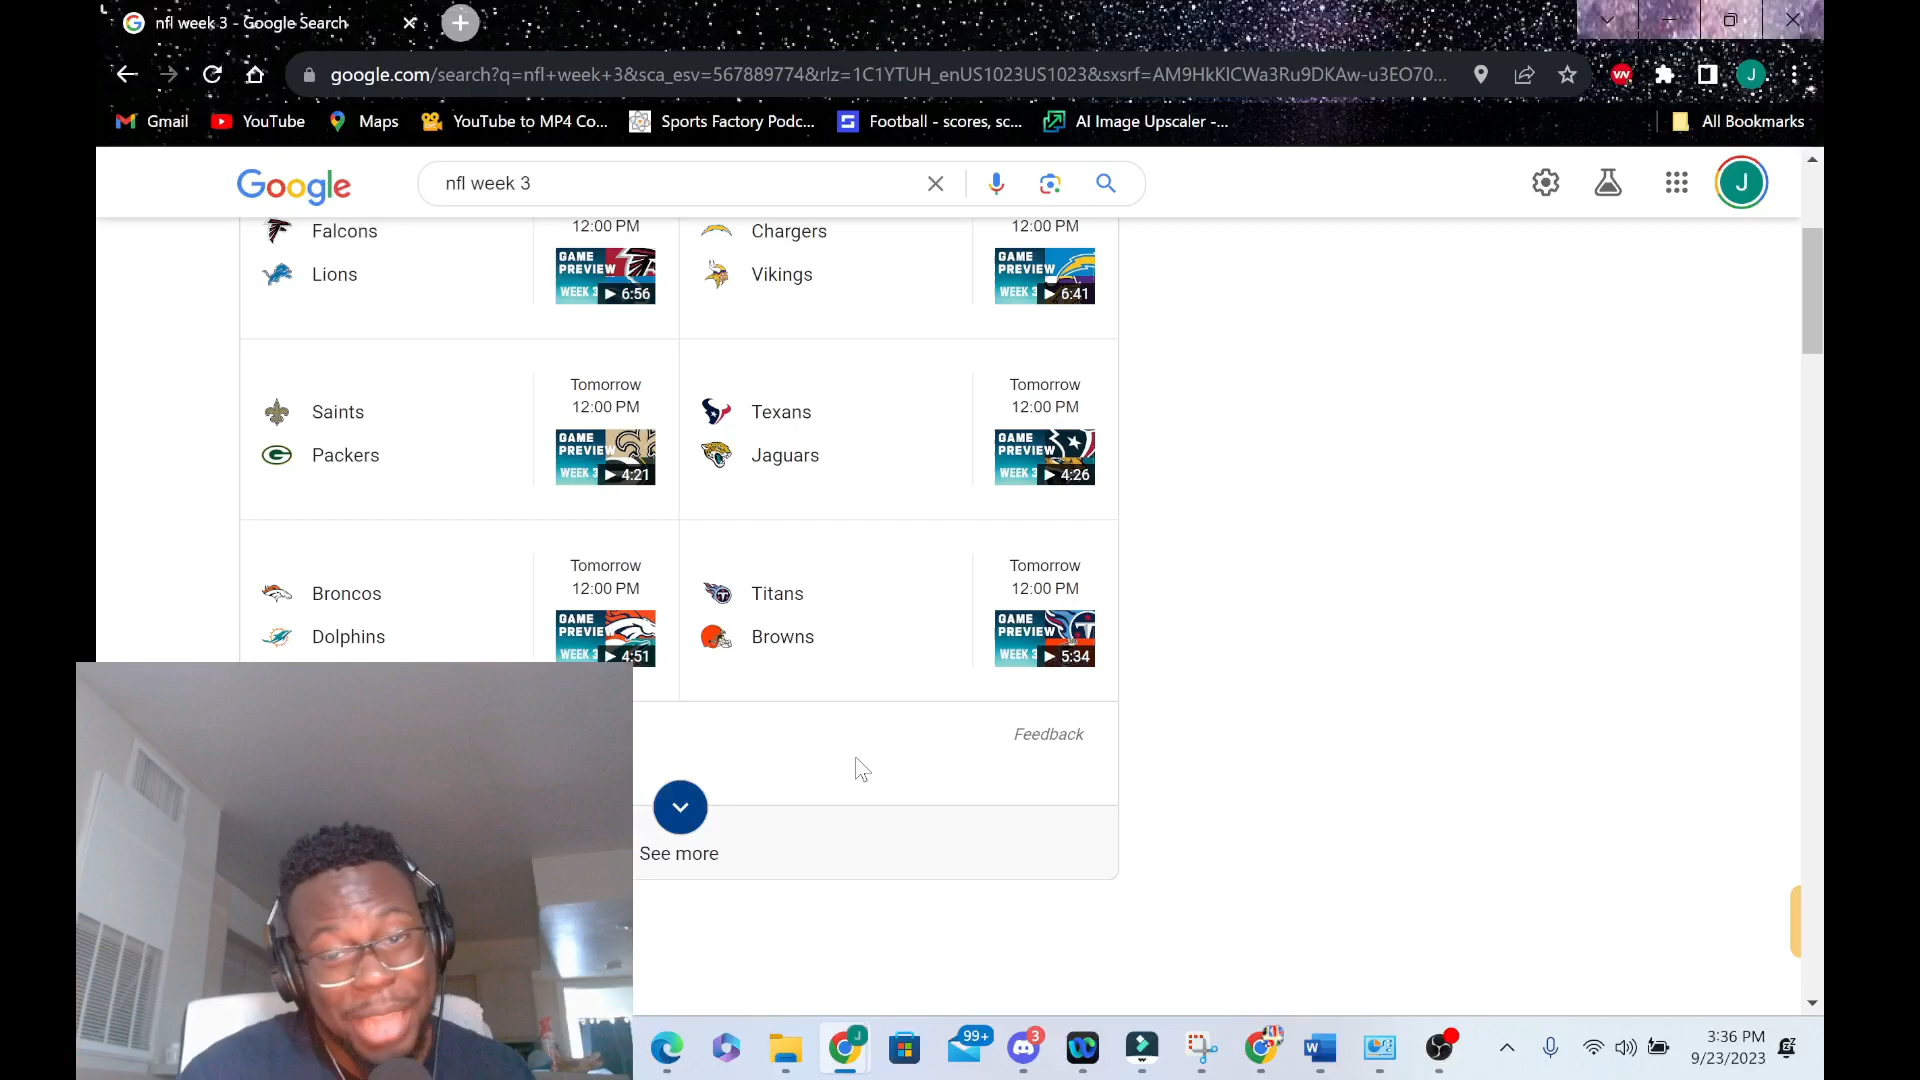 nfl week 3 - Google Search
google.com/search?q=nfl+week+3&sca_esv=567889774&rlz=1C1YTUH_enUS1023US1023&sxsrf=AM9HkKlCWa3Ru9DKAw-u3EO70...
VN
J
Gmail
YouTube
Maps
YouTube to MP4 Co...
Sports Factory Podc...
Football - scores, sc...
AI Image Upscaler -...
All Bookmarks
Google
nfl week 3
J
Falcons
Lions
12:00 PM
GAME
PREVIEW
WEEK 3
6:56
Chargers
Vikings
12:00 PM
GAME
PREVIEW
WEEK 3
6:41
Saints
Packers
Tomorrow
12:00 PM
GAME
PREVIEW
WEEK 3
4:21
Texans
Jaguars
Tomorrow
12:00 PM
GAME
PREVIEW
WEEK 3
4:26
Broncos
Dolphins
Tomorrow
12:00 PM
GAME
PREVIEW
WEEK 3
4:51
Titans
Browns
Tomorrow
12:00 PM
GAME
PREVIEW
WEEK 3
5:34
Feedback
See more
J
99+
3
3:36 PM
9/23/2023